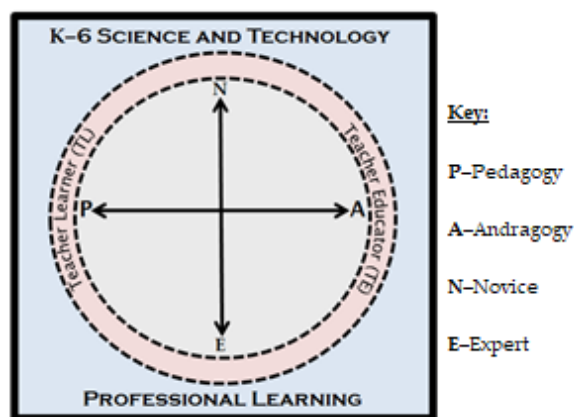 K–6 SCIENCE AND TECHNOLOGY
N
Teacher Learner (TL)
Teacher Educator (TE)
P
A
E
PROFESSIONAL LEARNING
Key:
P–Pedagogy
A–Andragogy
N–Novice
E–Expert